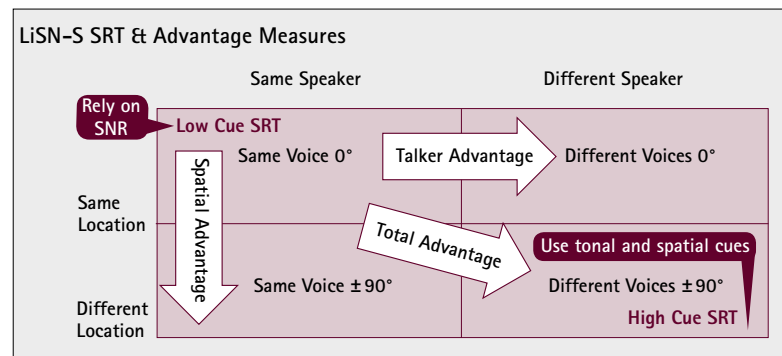 LiSN-S SRT & Advantage Measures
Same Speaker
Different Speaker
Rely on
SNR
Low Cue SRT
Same Voice 0°
Talker Advantage
Different Voices 0°
Spatial Advantage
Same
Location
Total Advantage
Use tonal and spatial cues
Same Voice ±90°
Different Voices ±90°
Different
Location
High Cue SRT